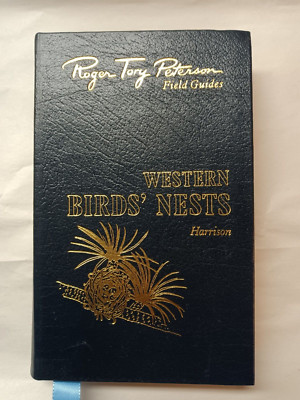 Roger Tory Peterson
Field Guides
WESTERN
BIRDS' NESTS
Harrison